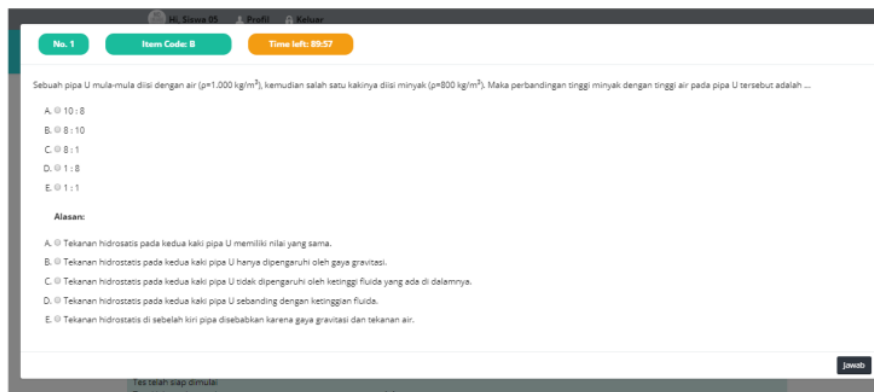 Hi, Siswa 05 Profil Keluar
No. 1 Item Code: B Time left: 89:57
Sebuah pipa U mula-mula diisi dengan air (ρ=1.000 kg/m³), kemudian salah satu kakinya diisi minyak (ρ=800 kg/m³). Maka perbandingan tinggi minyak dengan tinggi air pada pipa U tersebut adalah ...
A. 10 : 8
B. 8 : 10
C. 8 : 1
D. 1 : 8
E. 1 : 1
Alasan:
A. Tekanan hidrosatis pada kedua kaki pipa U memiliki nilai yang sama.
B. Tekanan hidrostatis pada kedua kaki pipa U hanya dipengaruhi oleh gaya gravitasi.
C. Tekanan hidrostatis pada kedua kaki pipa U tidak dipengaruhi oleh ketinggi fluida yang ada di dalamnya.
D. Tekanan hidrostatis pada kedua kaki pipa U sebanding dengan ketinggian fluida.
E. Tekanan hidrostatis di sebelah kiri pipa disebabkan karena gaya gravitasi dan tekanan air.
Jawab
Tes telah siap dimulai